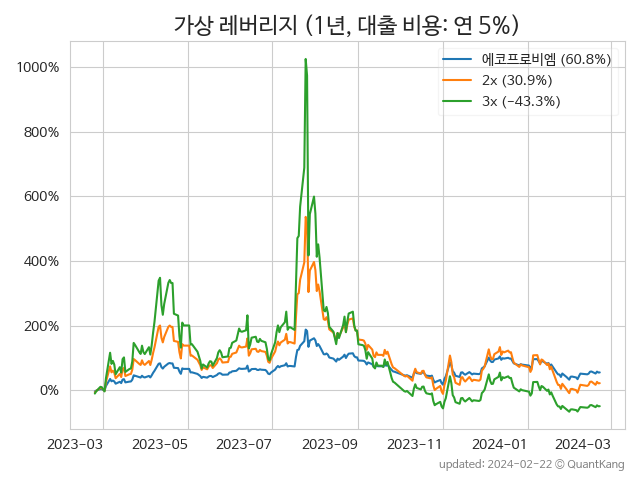 가상 레버리지 (1년, 대출 비용: 연 5%)
에코프로비엠 (60.8%)
2x (30.9%)
3x (−43.3%)
1000%
800%
600%
400%
200%
0%
2023-03 2023-05 2023-07 2023-09 2023-11 2024-01 2024-03
updated: 2024-02-22 © QuantKang